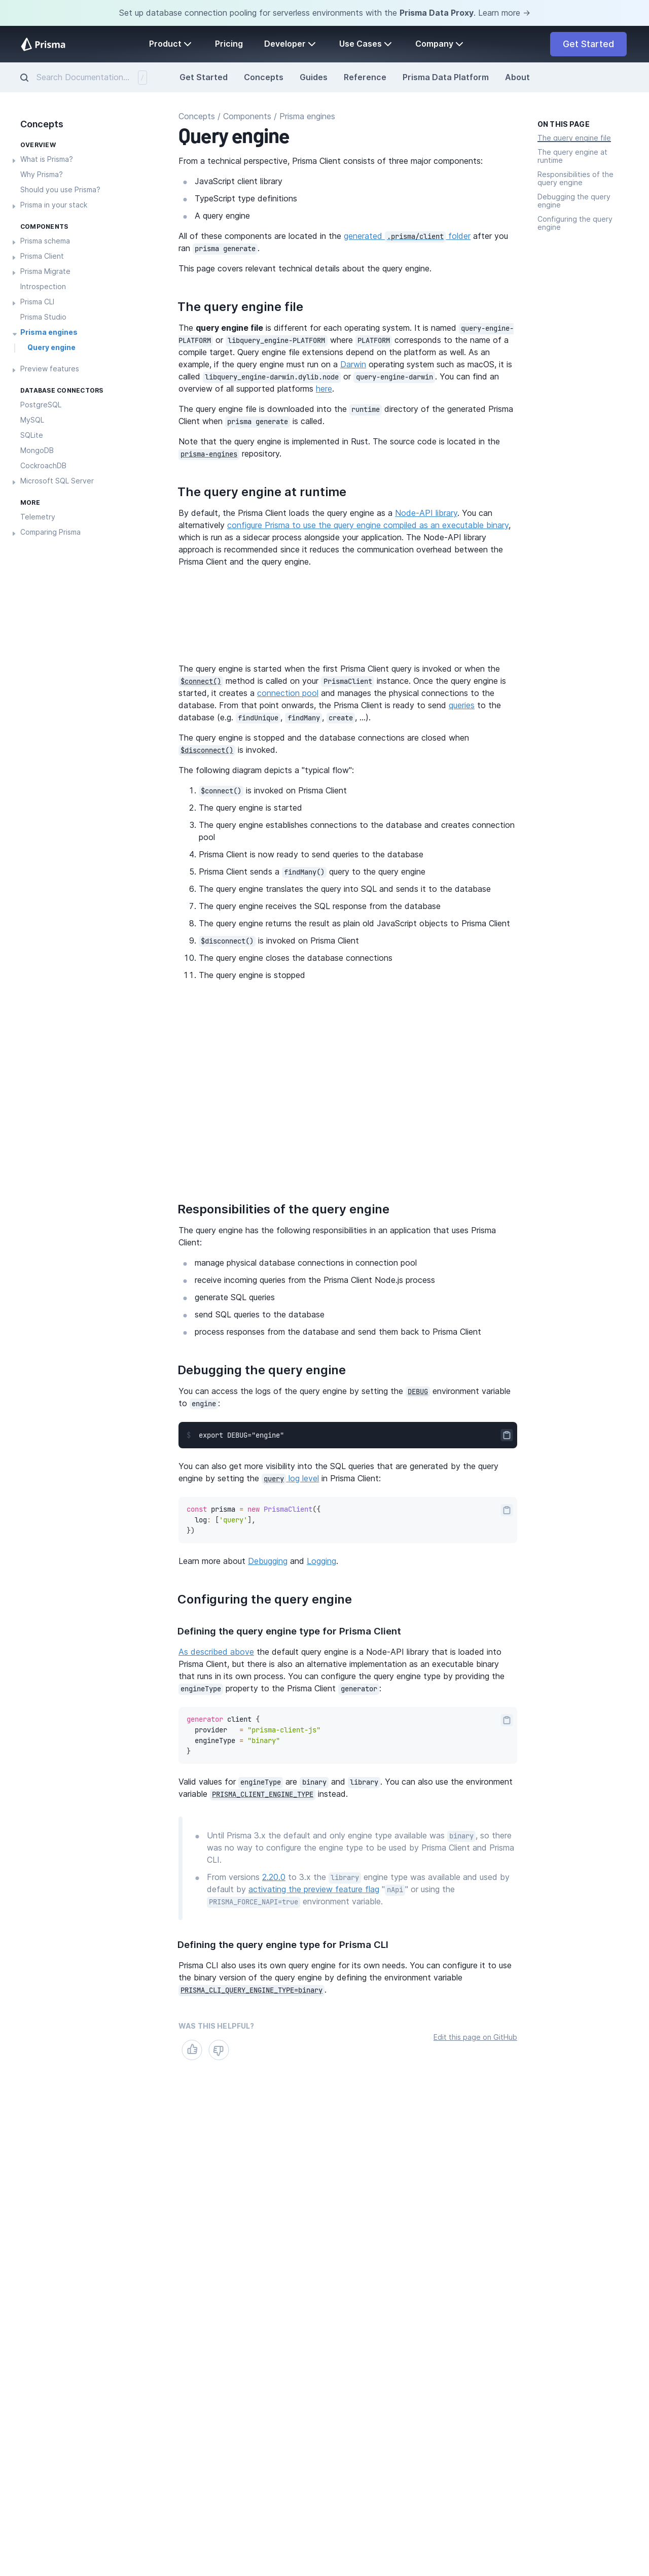 Set up database connection pooling for serverless environments with the Prisma Data Proxy. Learn more →
Prisma
Product
Pricing
Developer
Use Cases
Company
Get Started
Search Documentation...
/
Get Started
Concepts
Guides
Reference
Prisma Data Platform
About
Concepts
OVERVIEW
What is Prisma?
Why Prisma?
Should you use Prisma?
Prisma in your stack
COMPONENTS
Prisma schema
Prisma Client
Prisma Migrate
Introspection
Prisma CLI
Prisma Studio
Prisma engines
Query engine
Preview features
DATABASE CONNECTORS
PostgreSQL
MySQL
SQLite
MongoDB
CockroachDB
Microsoft SQL Server
MORE
Telemetry
Comparing Prisma
Concepts / Components / Prisma engines
Query engine
From a technical perspective, Prisma Client consists of three major components:
JavaScript client library
TypeScript type definitions
A query engine
All of these components are located in the generated .prisma/client folder after you
ran prisma generate.
This page covers relevant technical details about the query engine.
The query engine file
The query engine file is different for each operating system. It is named query-engine-
PLATFORM or libquery_engine-PLATFORM where PLATFORM corresponds to the name of a
compile target. Query engine file extensions depend on the platform as well. As an
example, if the query engine must run on a Darwin operating system such as macOS, it is
called libquery_engine-darwin.dylib.node or query-engine-darwin. You can find an
overview of all supported platforms here.
The query engine file is downloaded into the runtime directory of the generated Prisma
Client when prisma generate is called.
Note that the query engine is implemented in Rust. The source code is located in the
prisma-engines repository.
The query engine at runtime
By default, the Prisma Client loads the query engine as a Node-API library. You can
alternatively configure Prisma to use the query engine compiled as an executable binary,
which is run as a sidecar process alongside your application. The Node-API library
approach is recommended since it reduces the communication overhead between the
Prisma Client and the query engine.
The query engine is started when the first Prisma Client query is invoked or when the
$connect() method is called on your PrismaClient instance. Once the query engine is
started, it creates a connection pool and manages the physical connections to the
database. From that point onwards, the Prisma Client is ready to send queries to the
database (e.g. findUnique, findMany, create, ...).
The query engine is stopped and the database connections are closed when
$disconnect() is invoked.
The following diagram depicts a "typical flow":
1. $connect() is invoked on Prisma Client
2. The query engine is started
3. The query engine establishes connections to the database and creates connection
pool
4. Prisma Client is now ready to send queries to the database
5. Prisma Client sends a findMany() query to the query engine
6. The query engine translates the query into SQL and sends it to the database
7. The query engine receives the SQL response from the database
8. The query engine returns the result as plain old JavaScript objects to Prisma Client
9. $disconnect() is invoked on Prisma Client
10. The query engine closes the database connections
11. The query engine is stopped
Responsibilities of the query engine
The query engine has the following responsibilities in an application that uses Prisma
Client:
manage physical database connections in connection pool
receive incoming queries from the Prisma Client Node.js process
generate SQL queries
send SQL queries to the database
process responses from the database and send them back to Prisma Client
Debugging the query engine
You can access the logs of the query engine by setting the DEBUG environment variable
to engine:
$ export DEBUG="engine"
You can also get more visibility into the SQL queries that are generated by the query
engine by setting the query log level in Prisma Client:
const prisma = new PrismaClient({
log: ['query'],
})
Learn more about Debugging and Logging.
Configuring the query engine
Defining the query engine type for Prisma Client
As described above the default query engine is a Node-API library that is loaded into
Prisma Client, but there is also an alternative implementation as an executable binary
that runs in its own process. You can configure the query engine type by providing the
engineType property to the Prisma Client generator:
generator client {
provider = "prisma-client-js"
engineType = "binary"
}
Valid values for engineType are binary and library. You can also use the environment
variable PRISMA_CLIENT_ENGINE_TYPE instead.
Until Prisma 3.x the default and only engine type available was binary, so there
was no way to configure the engine type to be used by Prisma Client and Prisma
CLI.
From versions 2.20.0 to 3.x the library engine type was available and used by
default by activating the preview feature flag "nApi" or using the
PRISMA_FORCE_NAPI=true environment variable.
Defining the query engine type for Prisma CLI
Prisma CLI also uses its own query engine for its own needs. You can configure it to use
the binary version of the query engine by defining the environment variable
PRISMA_CLI_QUERY_ENGINE_TYPE=binary.
WAS THIS HELPFUL?
Edit this page on GitHub
ON THIS PAGE
The query engine file
The query engine at
runtime
Responsibilities of the
query engine
Debugging the query
engine
Configuring the query
engine